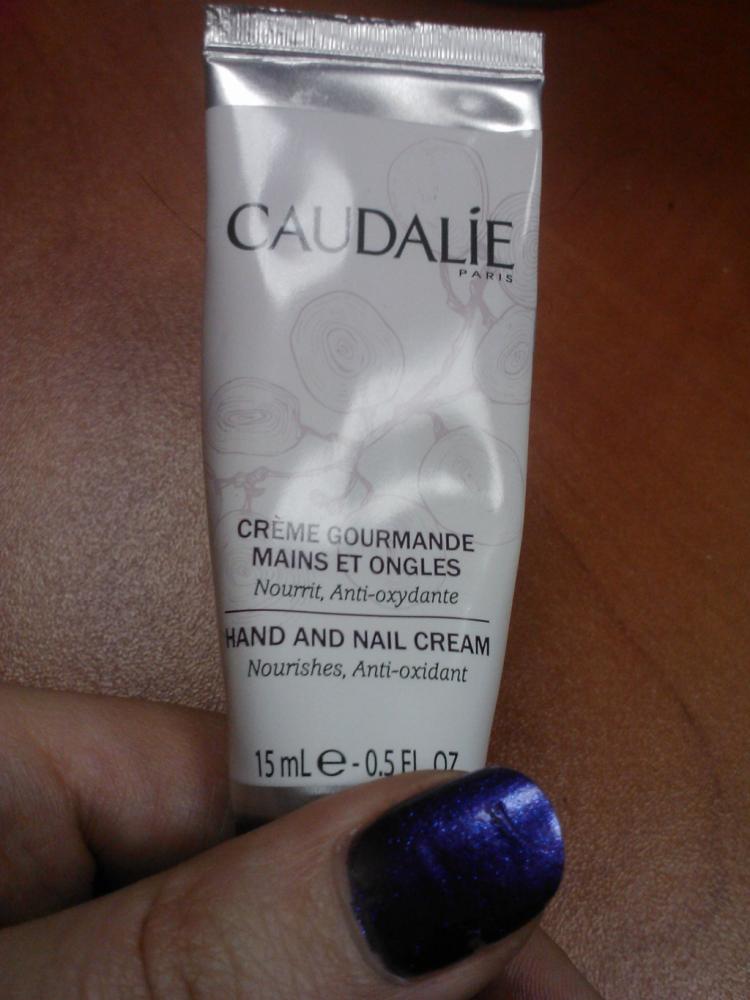 CAUDALÍE
PARIS
CRÈME GOURMANDE
MAINS ET ONGLES
Nourrit, Anti-oxydante
HAND AND NAIL CREAM
Nourishes, Anti-oxidant
15 mL e - 0.5 FL. OZ